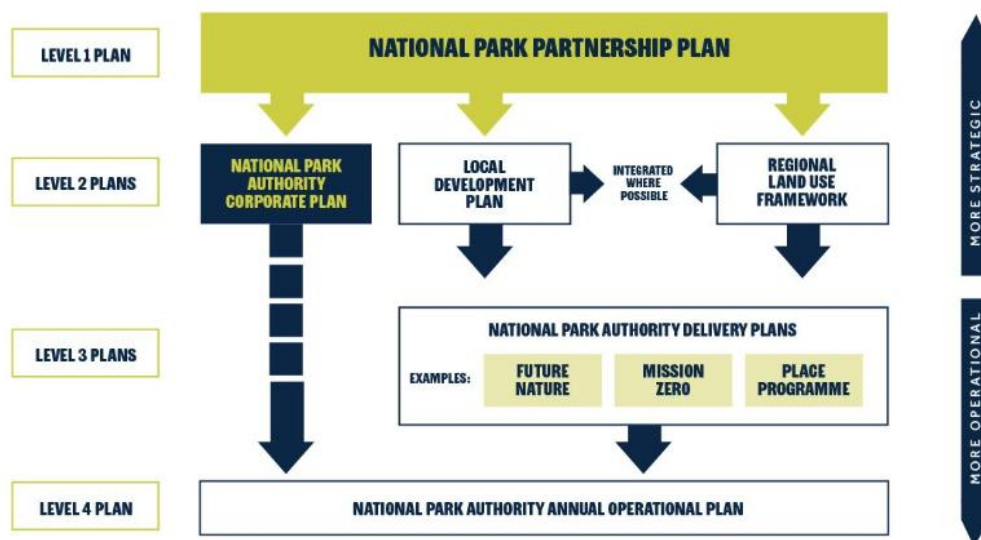 LEVEL 1 PLAN
NATIONAL PARK PARTNERSHIP PLAN
LEVEL 2 PLANS
NATIONAL PARK
AUTHORITY
CORPORATE PLAN
LOCAL
DEVELOPMENT
PLAN
INTEGRATED
WHERE
POSSIBLE
REGIONAL
LAND USE
FRAMEWORK
LEVEL 3 PLANS
NATIONAL PARK AUTHORITY DELIVERY PLANS
EXAMPLES:
FUTURE
NATURE
MISSION
ZERO
PLACE
PROGRAMME
LEVEL 4 PLAN
NATIONAL PARK AUTHORITY ANNUAL OPERATIONAL PLAN
MORE STRATEGIC
MORE OPERATIONAL